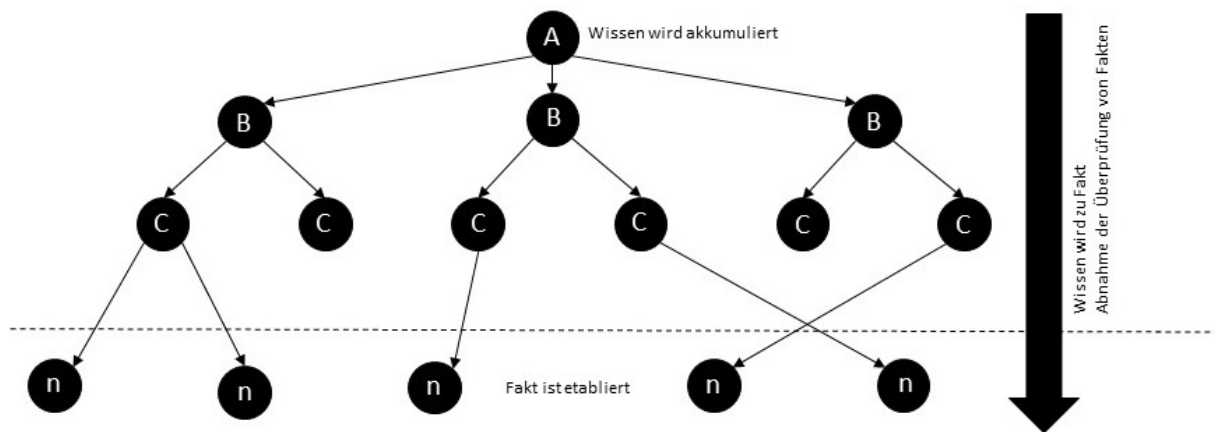 A
Wissen wird akkumuliert
B
B
B
C
C
C
C
C
C
n
n
n
Fakt ist etabliert
n
n
Wissen wird zu Fakt
Abnahme der Überprüfung von Fakten